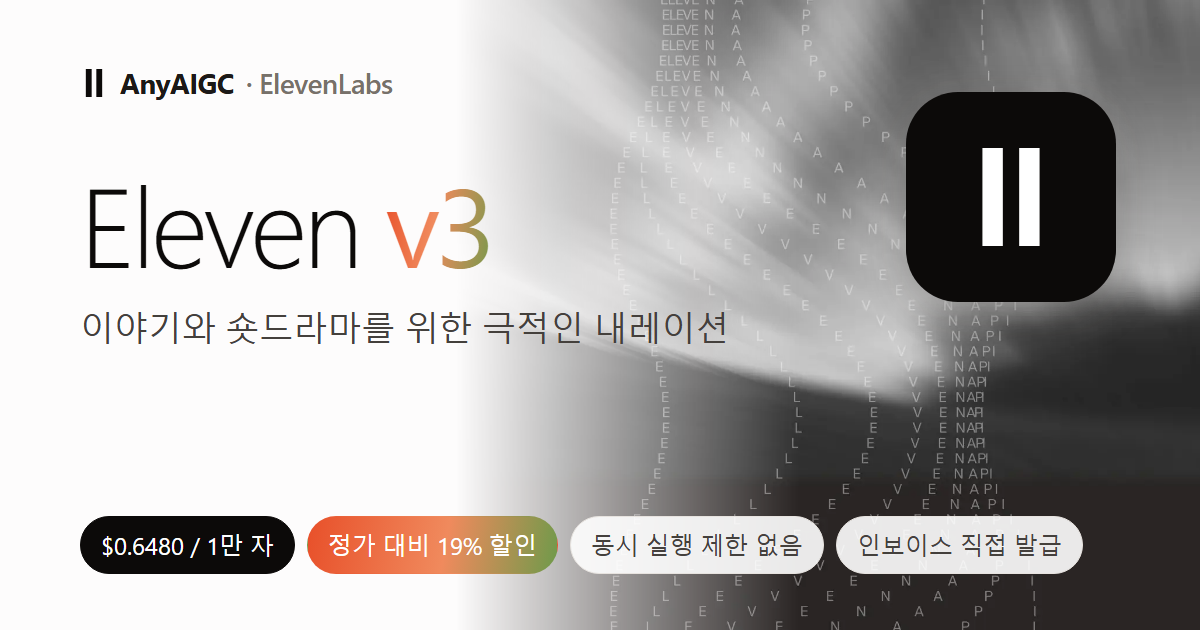 AnyAIGC · ElevenLabs
Eleven v3
이야기와 숏드라마를 위한 극적인 내레이션
$0.6480 / 1만 자
정가 대비 19% 할인
동시 실행 제한 없음
인보이스 직접 발급